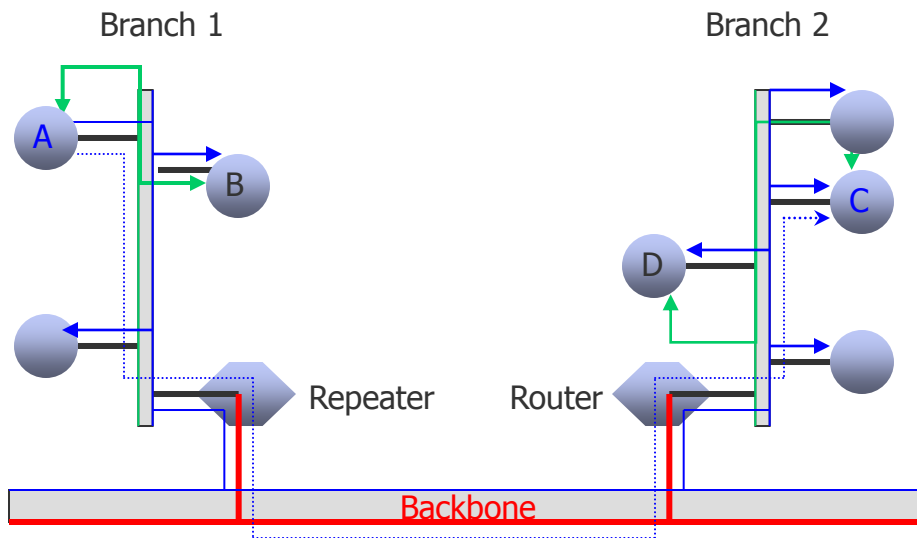 Branch 1
Branch 2
A
B
C
D
Repeater
Router
Backbone